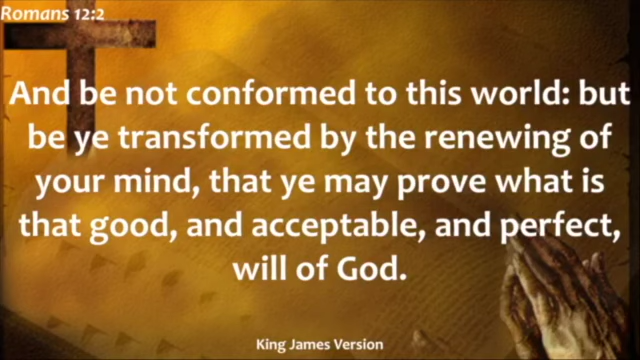 Romans 12:2
And be not conformed to this world: but
be ye transformed by the renewing of
your mind, that ye may prove what is
that good, and acceptable, and perfect,
will of God.
King James Version